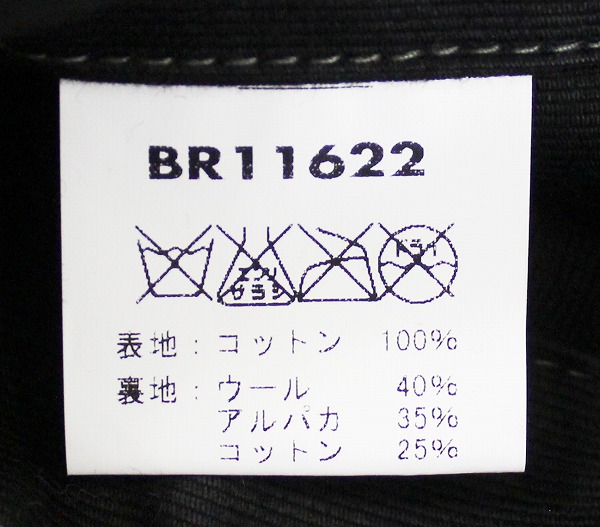 BR11622
エンソ ドライ
サラシ
表地：コットン 100%
裏地：ウール 40%
アルパカ 35%
コットン 25%